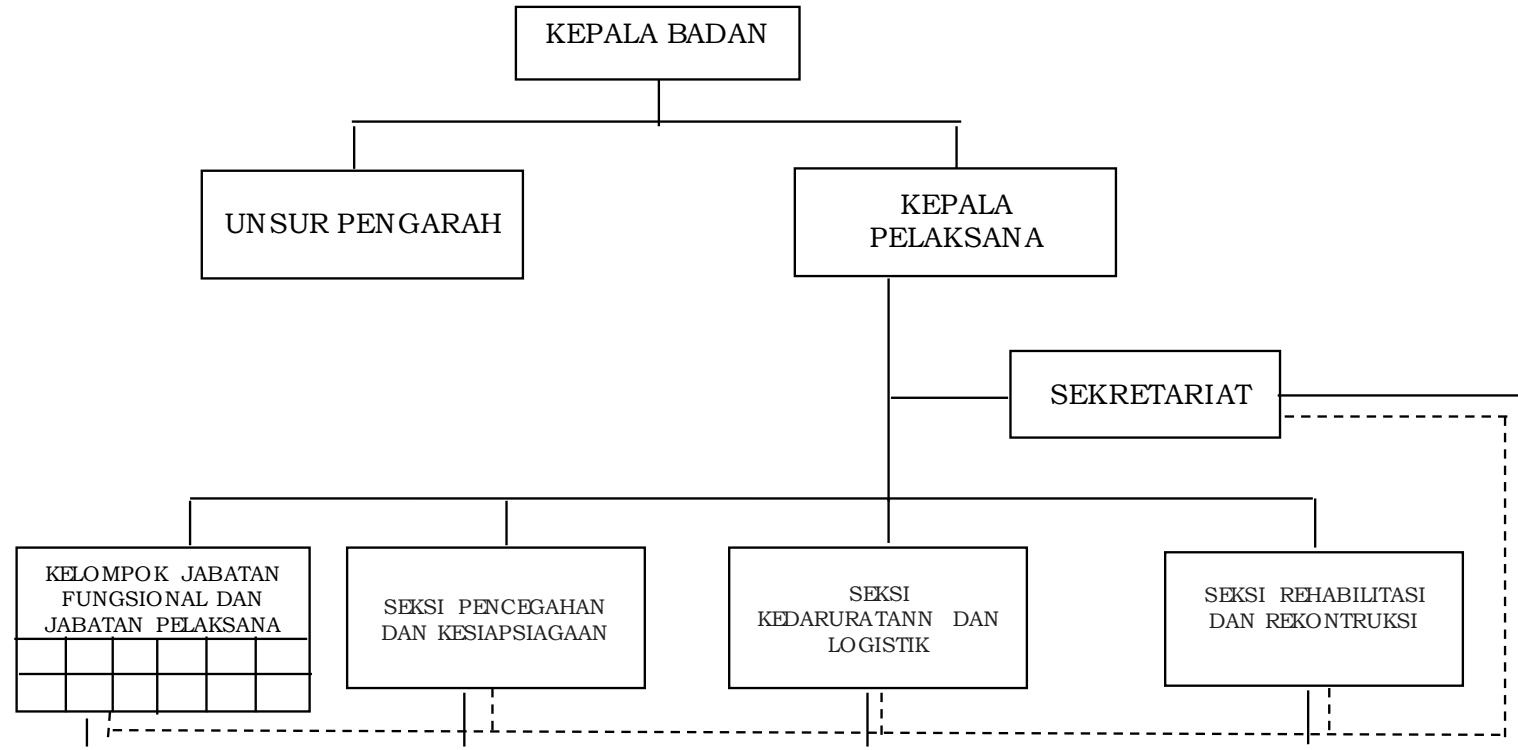 KEPALA BADAN
UNSUR PENGARAH
KEPALA
PELAKSANA
SEKRETARIAT
KELOMPOK JABATAN
FUNGSIONAL DAN
JABATAN PELAKSANA
SEKSI PENCEGAHAN
DAN KESIAPSIAGAAN
SEKSI
KEDARURATANN DAN
LOGISTIK
SEKSI REHABILITASI
DAN REKONTRUKSI